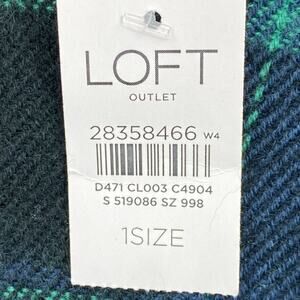 LOFT
OUTLET
28358466 W4
D471 CL003 C4904
S 519086 SZ 998
1SIZE